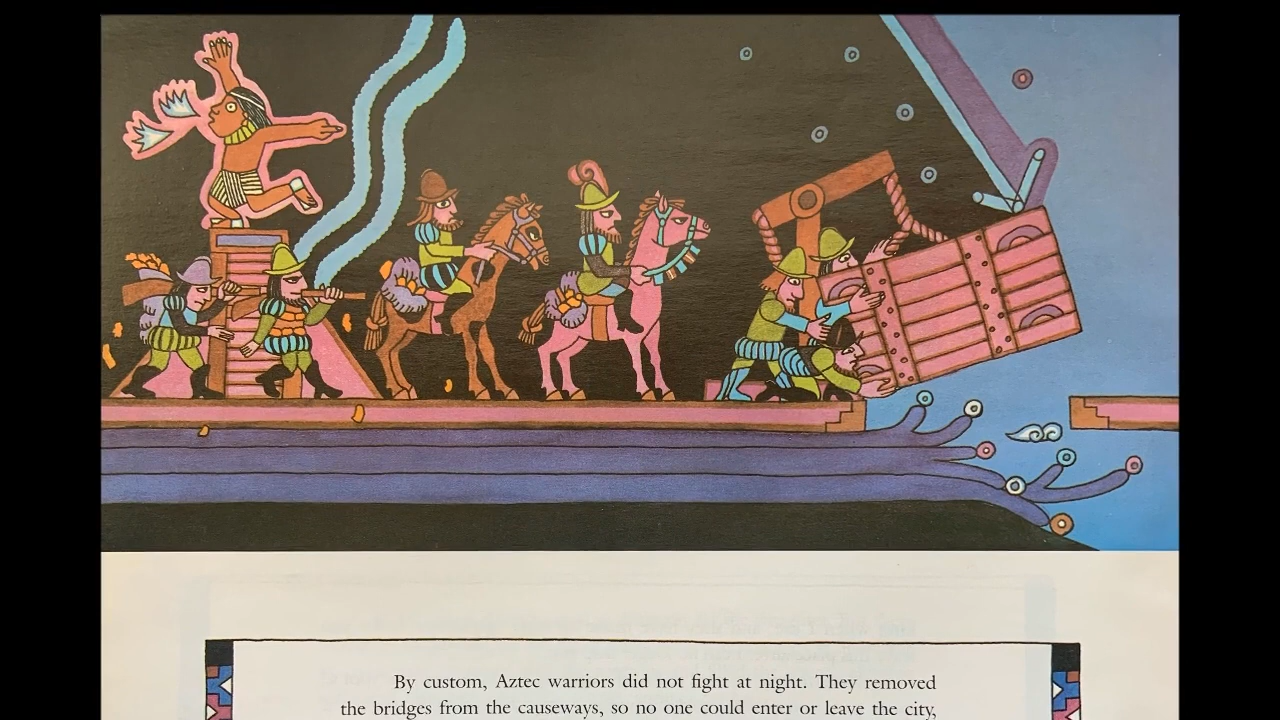 By custom, Aztec warriors did not fight at night. They removed
the bridges from the causeways, so no one could enter or leave the city,